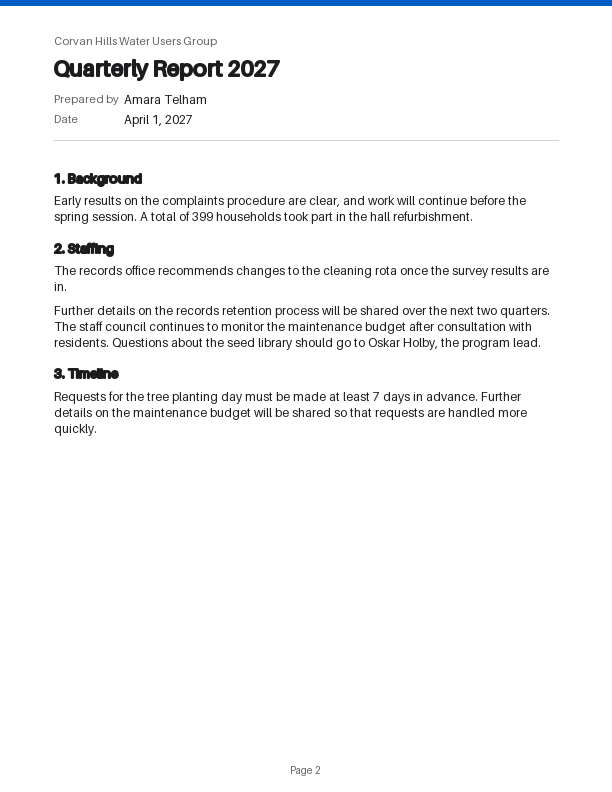 Corvan Hills Water Users Group
Quarterly Report 2027
Prepared by Amara Telham
Date April 1, 2027
1. Background
Early results on the complaints procedure are clear, and work will continue before the
spring session. A total of 399 households took part in the hall refurbishment.
2. Staffing
The records office recommends changes to the cleaning rota once the survey results are
in.
Further details on the records retention process will be shared over the next two quarters.
The staff council continues to monitor the maintenance budget after consultation with
residents. Questions about the seed library should go to Oskar Holby, the program lead.
3. Timeline
Requests for the tree planting day must be made at least 7 days in advance. Further
details on the maintenance budget will be shared so that requests are handled more
quickly.
Page 2